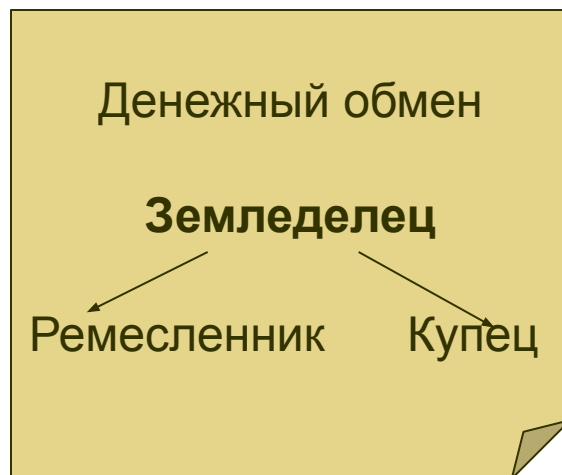 Денежный обмен
Земледелец
Ремесленник Купец